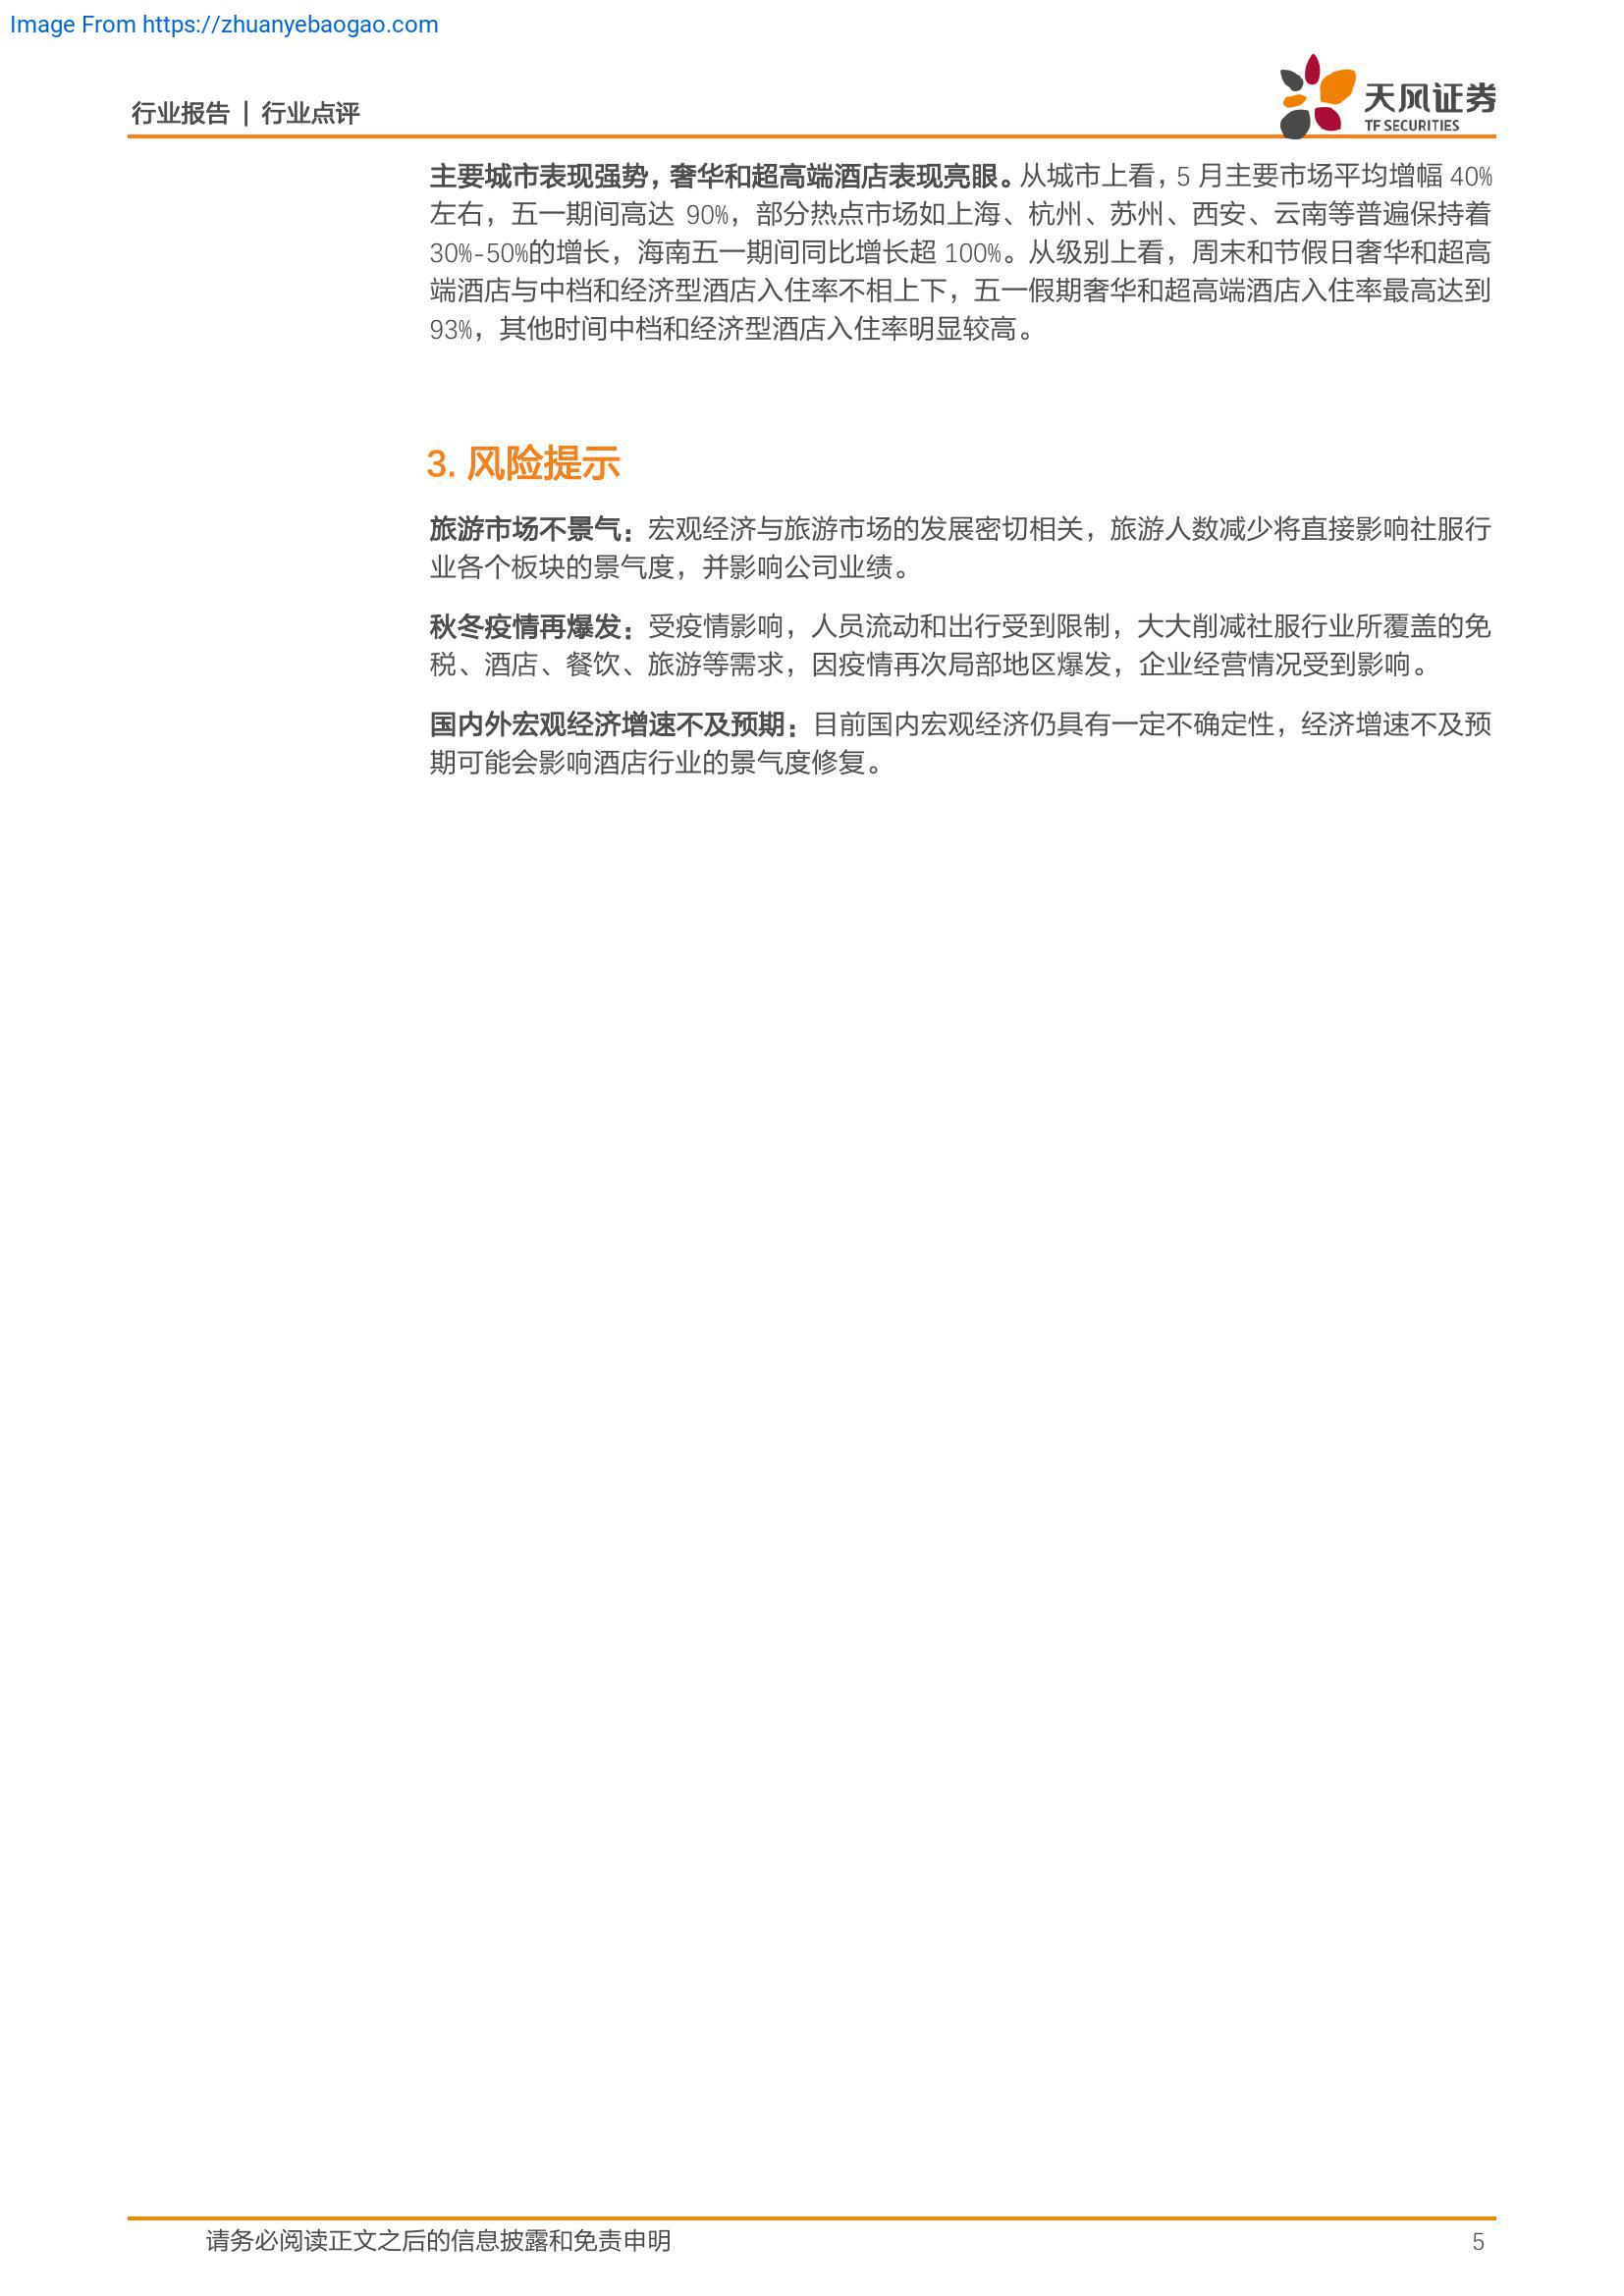 Image From https://zhuanyebaogao.com
行业报告 | 行业点评
天风证券
TF SECURITIES
主要城市表现强势，奢华和超高端酒店表现亮眼。从城市上看，5 月主要市场平均增幅 40%
左右，五一期间高达 90%，部分热点市场如上海、杭州、苏州、西安、云南等普遍保持着
30%-50%的增长，海南五一期间同比增长超 100%。从级别上看，周末和节假日奢华和超高
端酒店与中档和经济型酒店入住率不相上下，五一假期奢华和超高端酒店入住率最高达到
93%，其他时间中档和经济型酒店入住率明显较高。
3. 风险提示
旅游市场不景气：宏观经济与旅游市场的发展密切相关，旅游人数减少将直接影响社服行
业各个板块的景气度，并影响公司业绩。
秋冬疫情再爆发：受疫情影响，人员流动和出行受到限制，大大削减社服行业所覆盖的免
税、酒店、餐饮、旅游等需求，因疫情再次局部地区爆发，企业经营情况受到影响。
国内外宏观经济增速不及预期：目前国内宏观经济仍具有一定不确定性，经济增速不及预
期可能会影响酒店行业的景气度修复。
请务必阅读正文之后的信息披露和免责申明
5